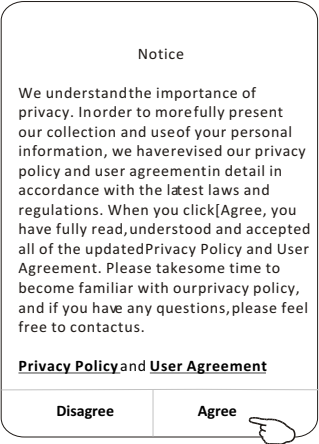 Notice
We understandthe importance of
privacy. Inorder to morefully present
our collection and useof your personal
information, we haverevised our privacy
policy and user agreementin detail in
accordance with the latest laws and
regulations. When you click[Agree, you
have fully read,understood and accepted
all of the updatedPrivacy Policy and User
Agreement. Please takesome time to
become familiar with ourprivacy policy,
and if you have any questions,please feel
free to contactus.
Privacy Policyand User Agreement
Disagree Agree